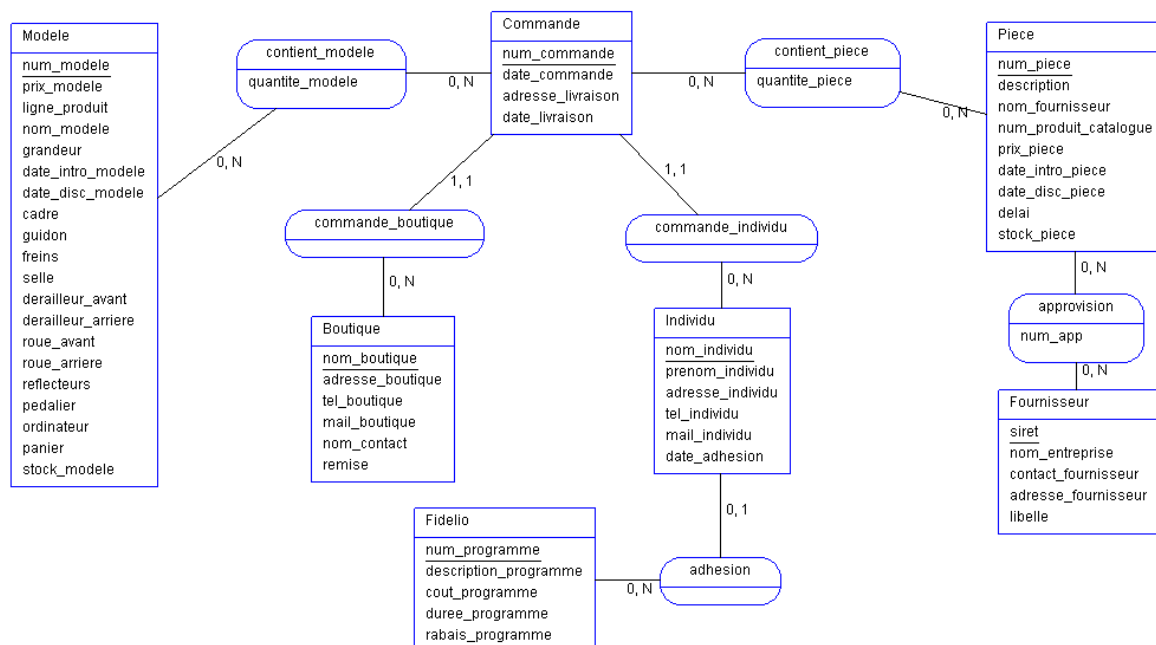 Modele
num_modele
prix_modele
ligne_produit
nom_modele
grandeur
date_intro_modele
date_disc_modele
cadre
guidon
freins
selle
derailleur_avant
derailleur_arriere
roue_avant
roue_arriere
reflecteurs
pedalier
ordinateur
panier
stock_modele
contient_modele
quantite_modele
0, N
0, N
Commande
num_commande
date_commande
adresse_livraison
date_livraison
0, N
contient_piece
quantite_piece
0, N
Piece
num_piece
description
nom_fournisseur
num_produit_catalogue
prix_piece
date_intro_piece
date_disc_piece
delai
stock_piece
1, 1
1, 1
commande_boutique
commande_individu
0, N
0, N
0, N
approvision
num_app
0, N
Boutique
nom_boutique
adresse_boutique
tel_boutique
mail_boutique
nom_contact
remise
Individu
nom_individu
prenom_individu
adresse_individu
tel_individu
mail_individu
date_adhesion
Fournisseur
siret
nom_entreprise
contact_fournisseur
adresse_fournisseur
libelle
0, 1
Fidelio
num_programme
description_programme
cout_programme
duree_programme
rabais_programme
0, N
adhesion